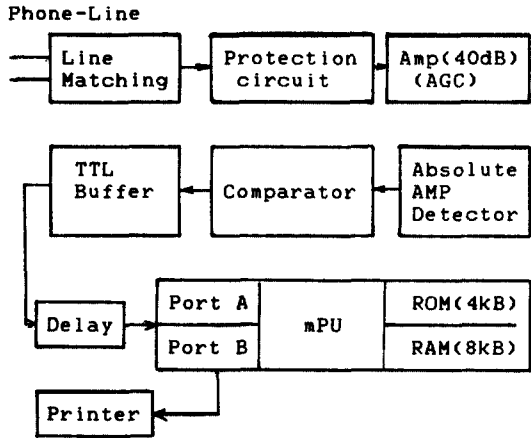 Phone-Line
Line
Matching
Protection
circuit
Amp(40dB)
(AGC)
TTL
Buffer
Comparator
Absolute
AMP
Detector
Delay
Port A
Port B
mPU
ROM(4kB)
RAM(8kB)
Printer